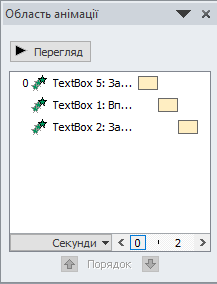 Область анімації
Перегляд
0 TextBox 5: За...
TextBox 1: Вп...
TextBox 2: За...
Секунди 0 2
Порядок